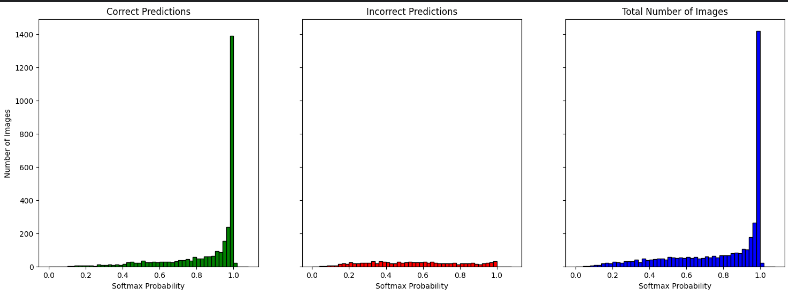 Correct Predictions
Incorrect Predictions
Total Number of Images
Number of Images
1400
1200
1000
800
600
400
200
0
0.0 0.2 0.4 0.6 0.8 1.0
0.0 0.2 0.4 0.6 0.8 1.0
0.0 0.2 0.4 0.6 0.8 1.0
Softmax Probability
Softmax Probability
Softmax Probability